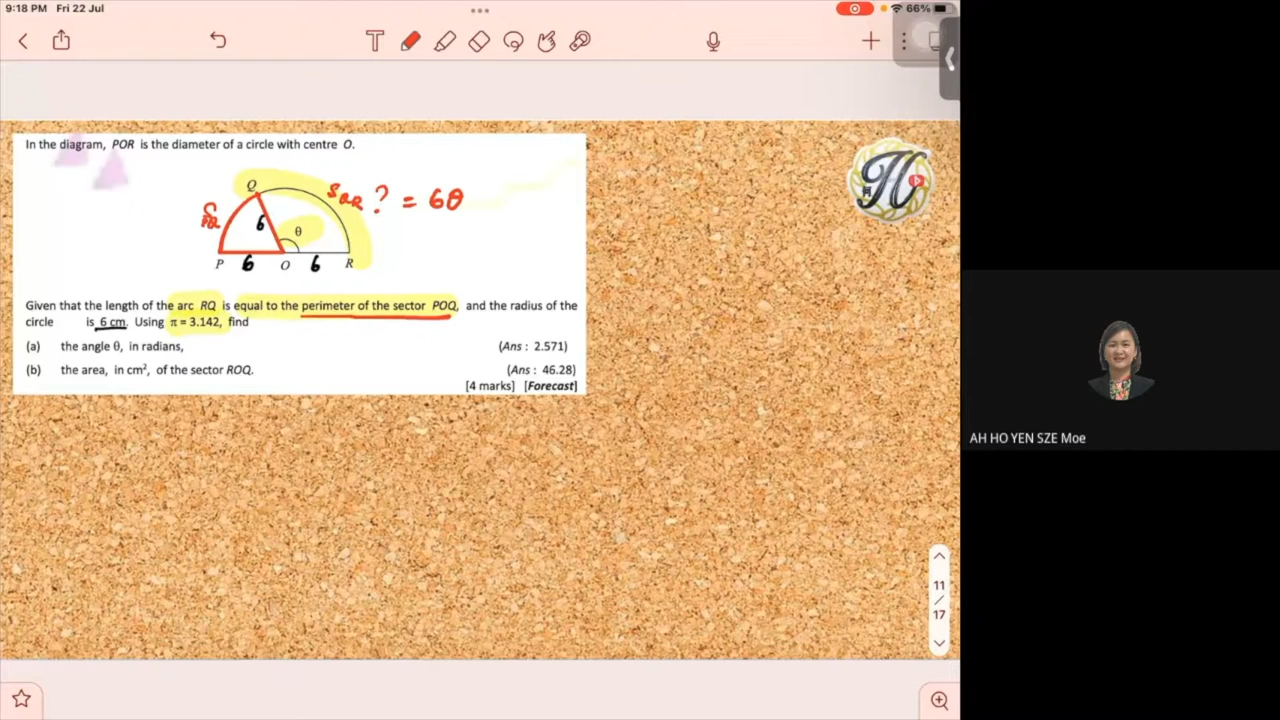 9:18 PM Fri 22 Jul
66%
In the diagram, POR is the diameter of a circle with centre O.
Q
S QR ? = 6θ
S PQ
6
θ
P 6 O 6 R
Given that the length of the arc RQ is equal to the perimeter of the sector POQ, and the radius of the
circle is 6 cm. Using π = 3.142, find
(a) the angle θ, in radians, (Ans : 2.571)
(b) the area, in cm², of the sector ROQ. (Ans : 46.28)
[4 marks] [Forecast]
AH HO YEN SZE Moe
11
/
17